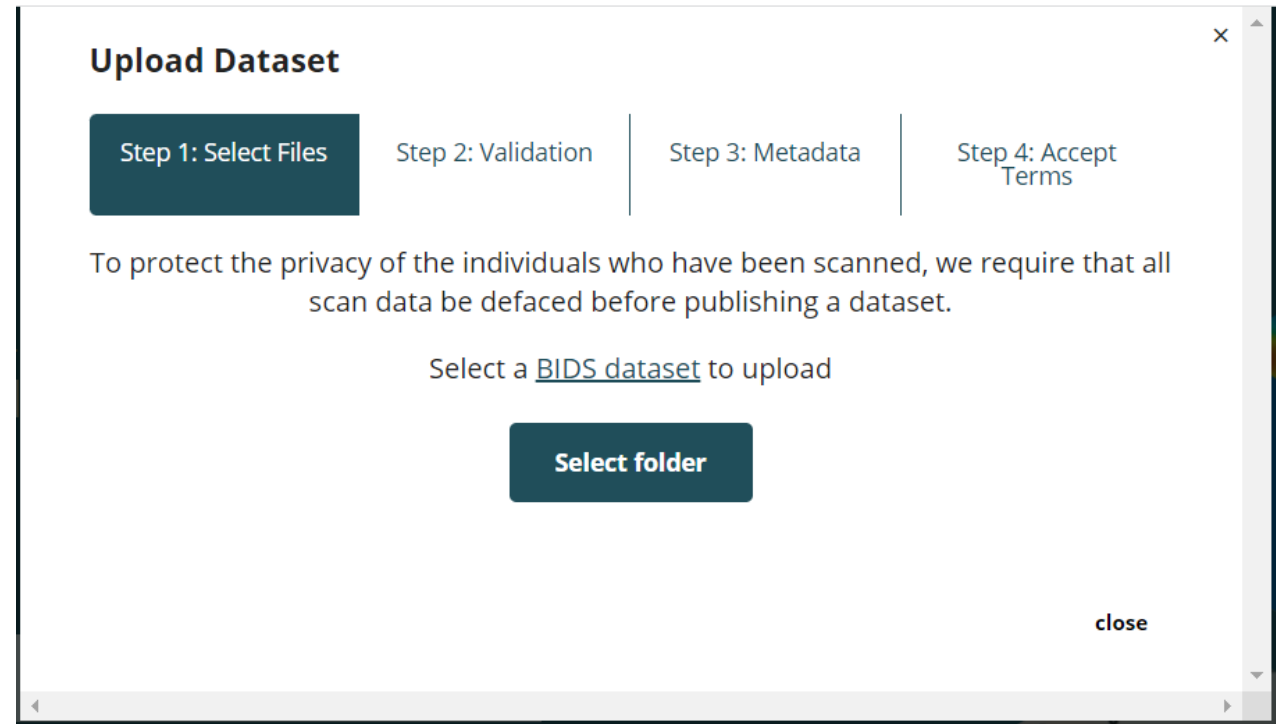 ×
Upload Dataset
Step 1: Select Files
Step 2: Validation
Step 3: Metadata
Step 4: Accept
Terms
To protect the privacy of the individuals who have been scanned, we require that all
scan data be defaced before publishing a dataset.
Select a BIDS dataset to upload
Select folder
close